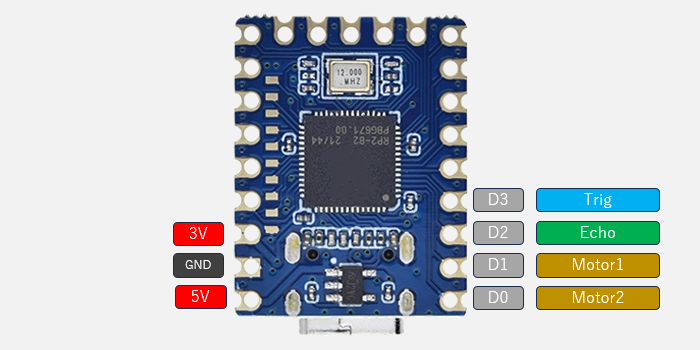 12.000
.MHZ
RP2-B2 21/44
P8G671.00
D3 Trig
3V D2 Echo
GND D1 Motor1
5V D0 Motor2